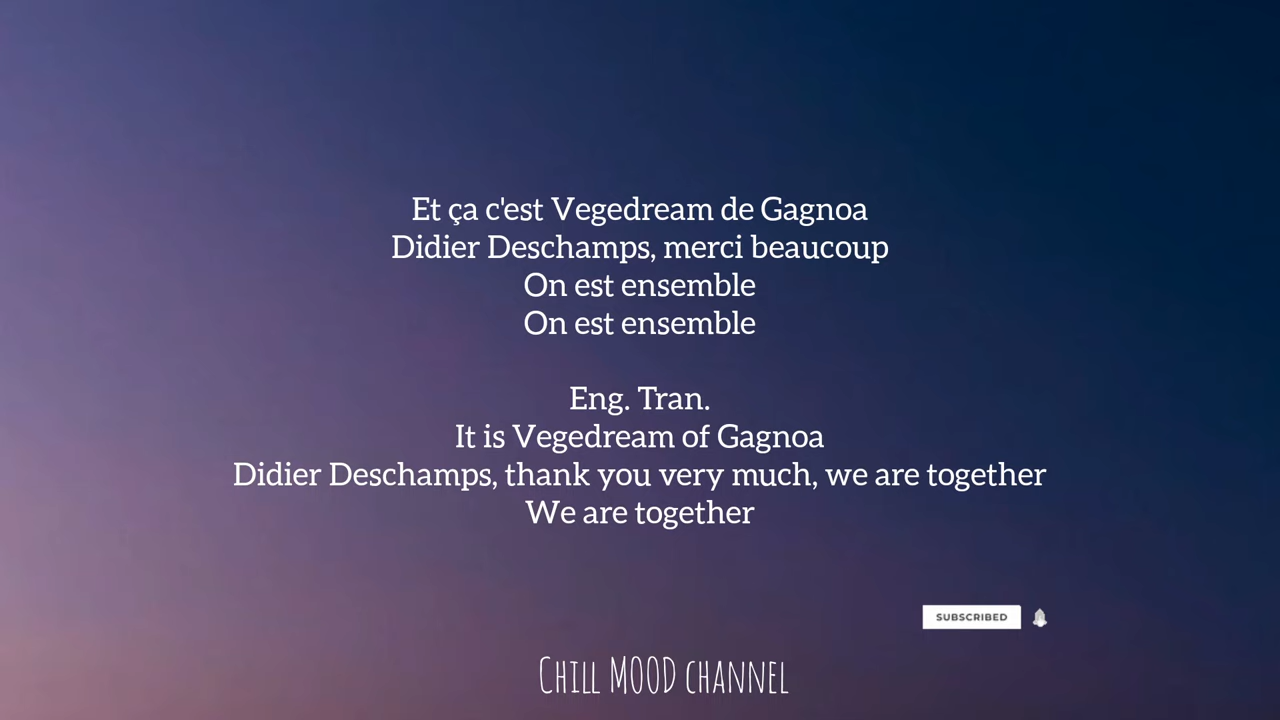 Et ça c'est Vegedream de Gagnoa
Didier Deschamps, merci beaucoup
On est ensemble
On est ensemble
Eng. Tran.
It is Vegedream of Gagnoa
Didier Deschamps, thank you very much, we are together
We are together
SUBSCRIBED
CHILL MOOD CHANNEL